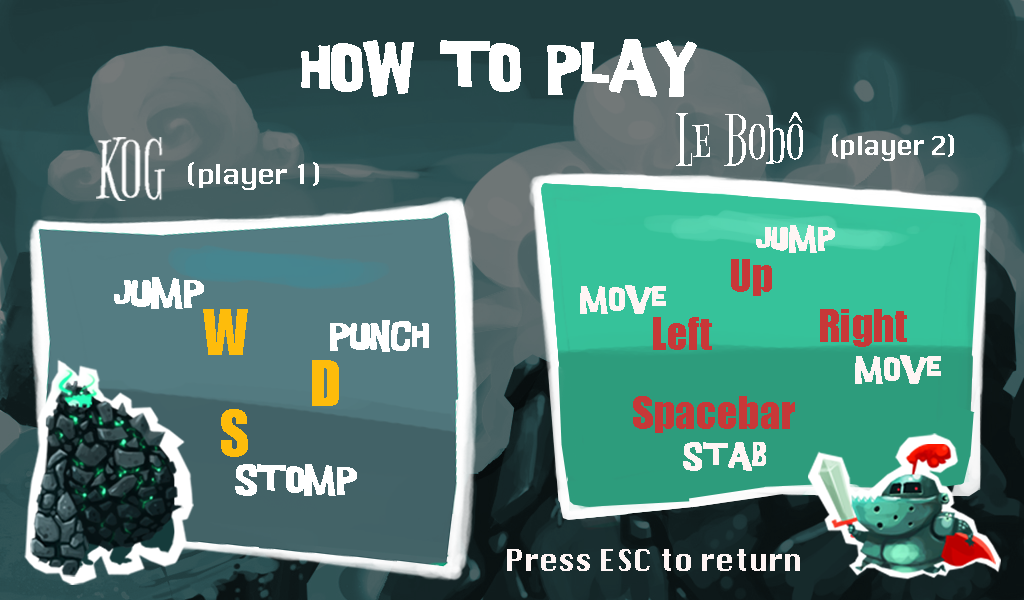 HOW TO PLAY
KOG (player 1)
JUMP
W
PUNCH
D
S
STOMP
LE BOBÔ (player 2)
JUMP
Up
MOVE
Left
Right
MOVE
Spacebar
STAB
Press ESC to return